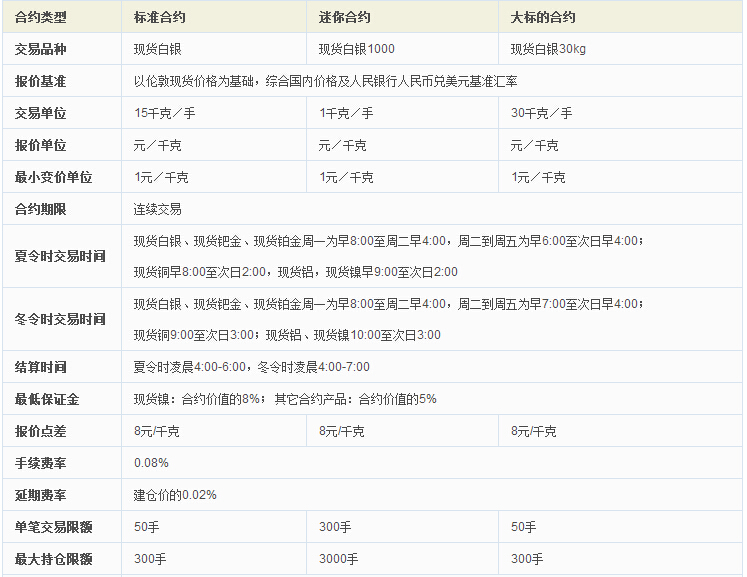 合约类型 标准合约 迷你合约 大标的合约
交易品种 现货白银 现货白银1000 现货白银30kg
报价基准 以伦敦现货价格为基础，综合国内价格及人民银行人民币兑美元基准汇率
交易单位 15千克／手 1千克／手 30千克／手
报价单位 元／千克 元／千克 元／千克
最小变价单位 1元／千克 1元／千克 1元／千克
合约期限 连续交易
夏令时交易时间 现货白银、现货钯金、现货铂金周一为早8:00至周二早4:00，周二到周五为早6:00至次日早4:00；
现货铜早8:00至次日2:00，现货铝，现货镍早9:00至次日2:00
冬令时交易时间 现货白银、现货钯金、现货铂金周一为早8:00至周二早4:00，周二到周五为早7:00至次日早4:00；
现货铜9:00至次日3:00；现货铝、现货镍10:00至次日3:00
结算时间 夏令时凌晨4:00-6:00，冬令时凌晨4:00-7:00
最低保证金 现货镍：合约价值的8%； 其它合约产品：合约价值的5%
报价点差 8元/千克 8元/千克 8元/千克
手续费率 0.08%
延期费率 建仓价的0.02%
单笔交易限额 50手 300手 50手
最大持仓限额 300手 3000手 300手